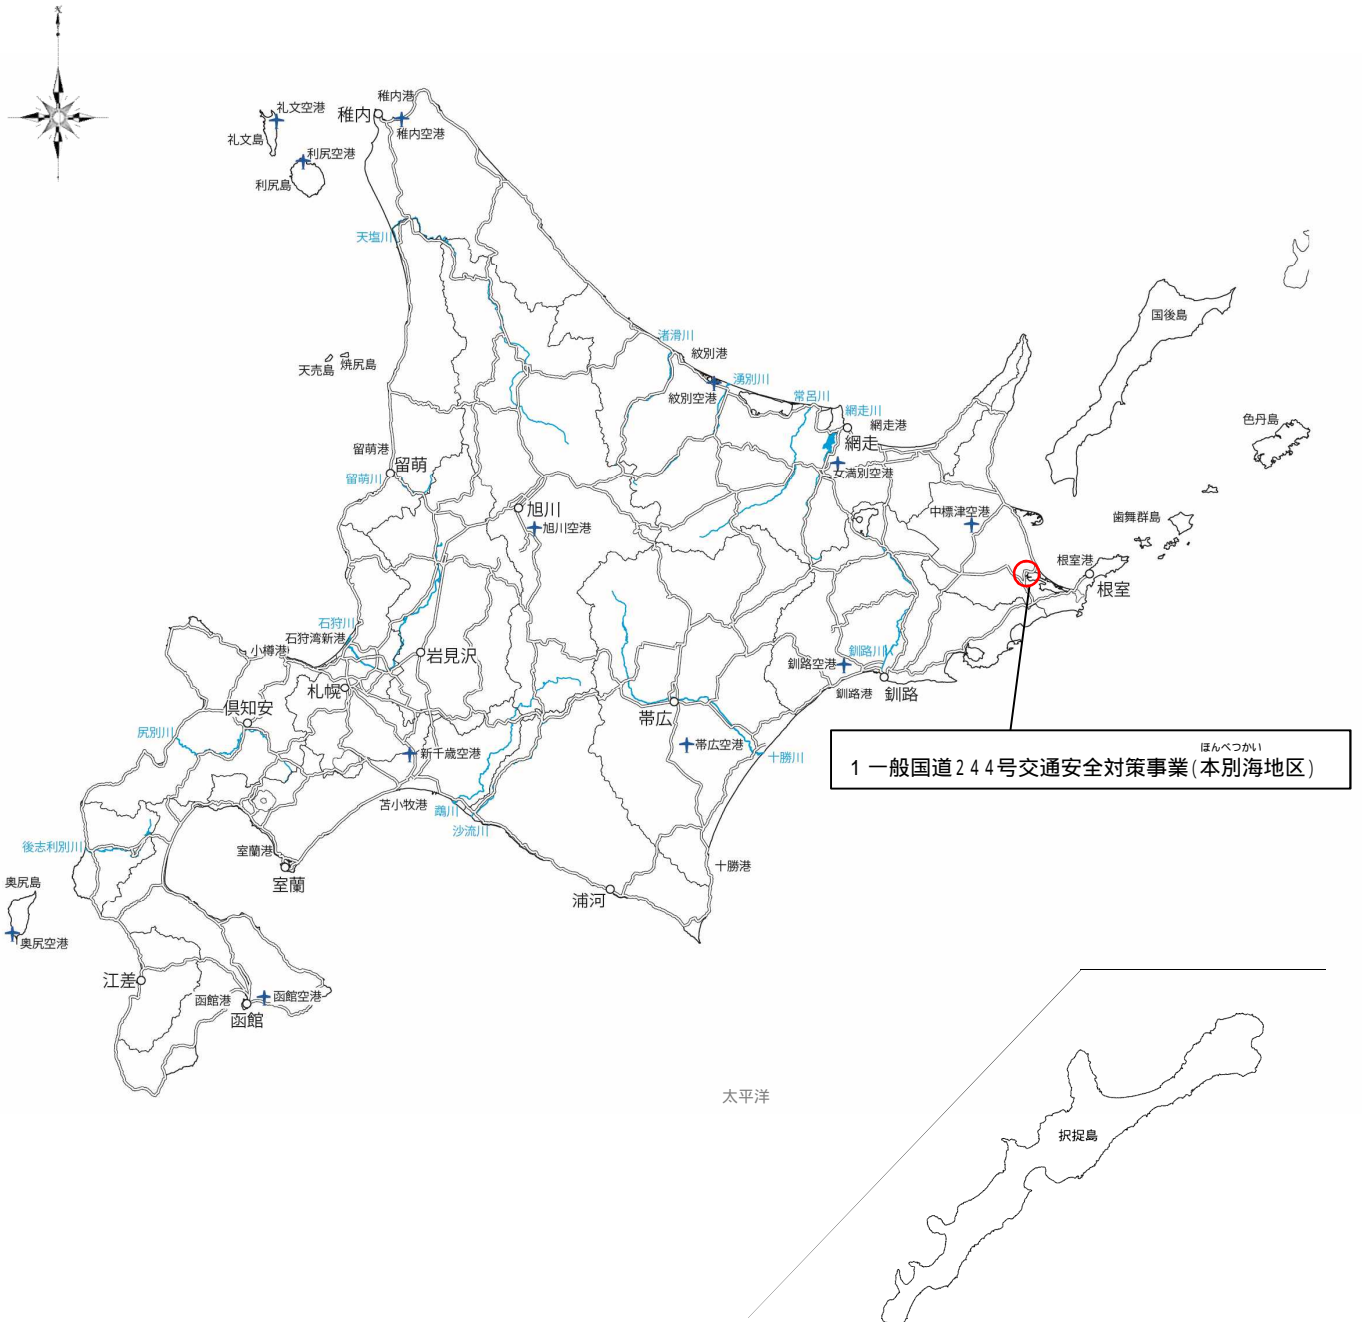 N
稚内港
礼文空港
稚内
稚内空港
礼文島
利尻空港
利尻島
天塩川
国後島
渚滑川
紋別港
天売島
焼尻島
湧別川
紋別空港
常呂川
網走川
網走港
色丹島
網走
留萌港
留萌
女満別空港
留萌川
旭川
中標津空港
歯舞群島
旭川空港
根室港
根室
石狩川
石狩湾新港
小樽港
岩見沢
釧路川
釧路空港
札幌
釧路港
釧路
倶知安
帯広
尻別川
帯広空港
新千歳空港
十勝川
ほんべつかい
1 一般国道244号交通安全対策事業(本別海地区)
苫小牧港
鵡川
沙流川
後志利別川
室蘭港
十勝港
室蘭
奥尻島
浦河
奥尻空港
江差
函館港
函館空港
函館
太平洋
択捉島